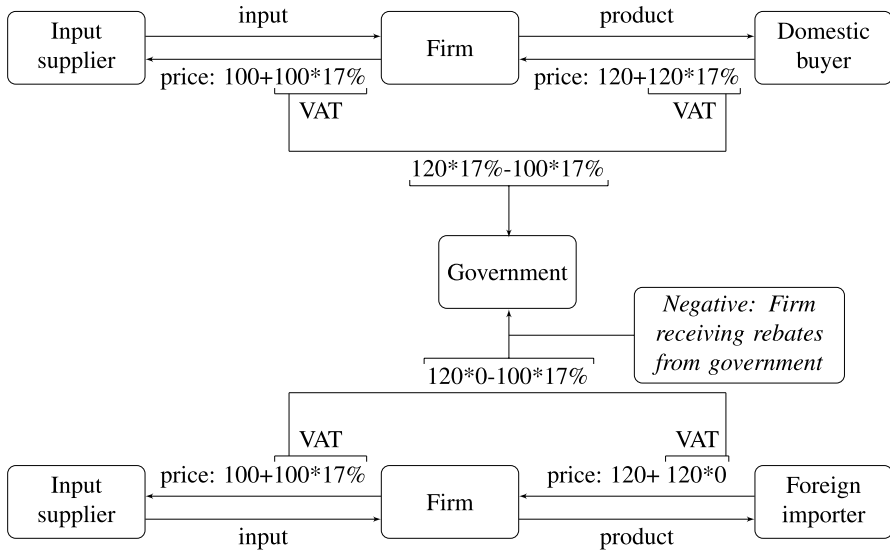 input
product
Input
supplier
Firm
Domestic
buyer
price: 100+100*17%
price: 120+120*17%
VAT
VAT
120*17%-100*17%
Government
Negative: Firm
receiving rebates
from government
120*0-100*17%
VAT
VAT
price: 100+100*17%
price: 120+ 120*0
Input
supplier
Firm
Foreign
importer
input
product